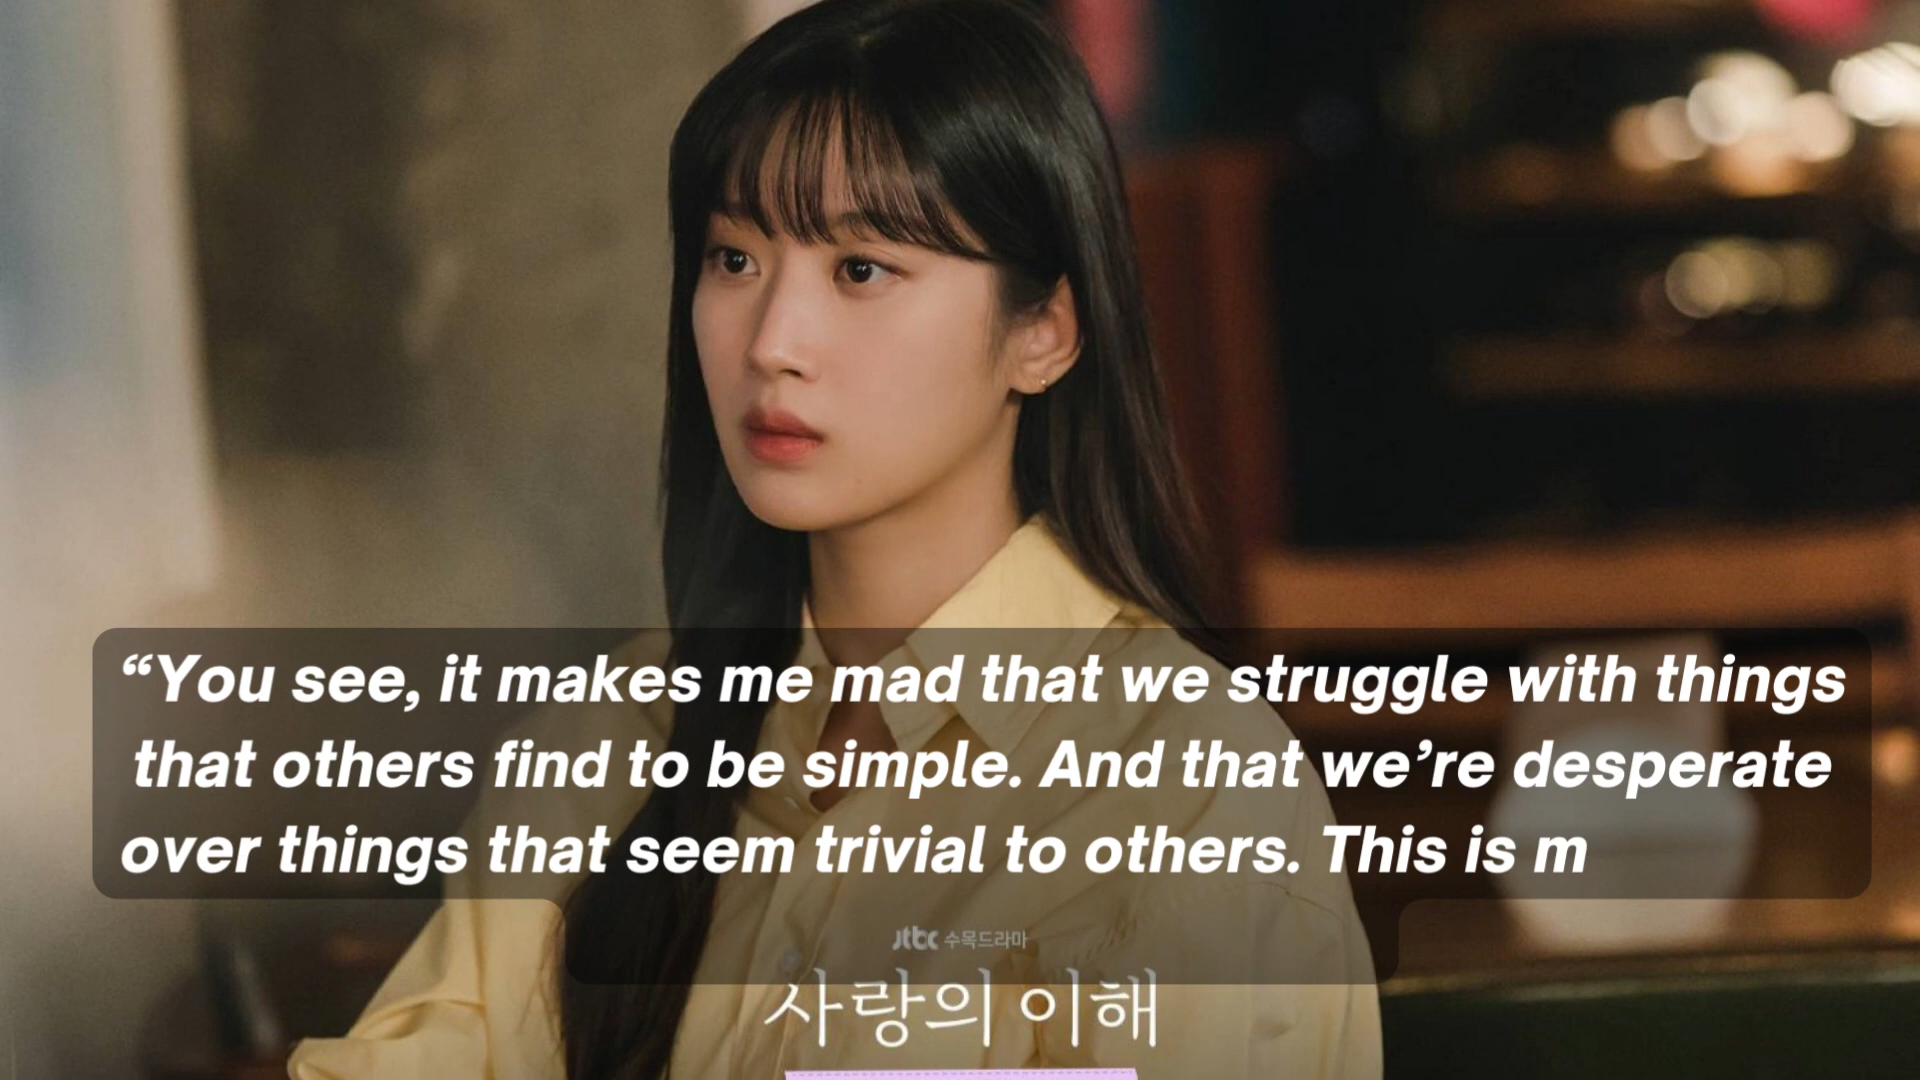 “You see, it makes me mad that we struggle with things
that others find to be simple. And that we’re desperate
over things that seem trivial to others. This is m
jtbc 수목드라마
사랑의 이해